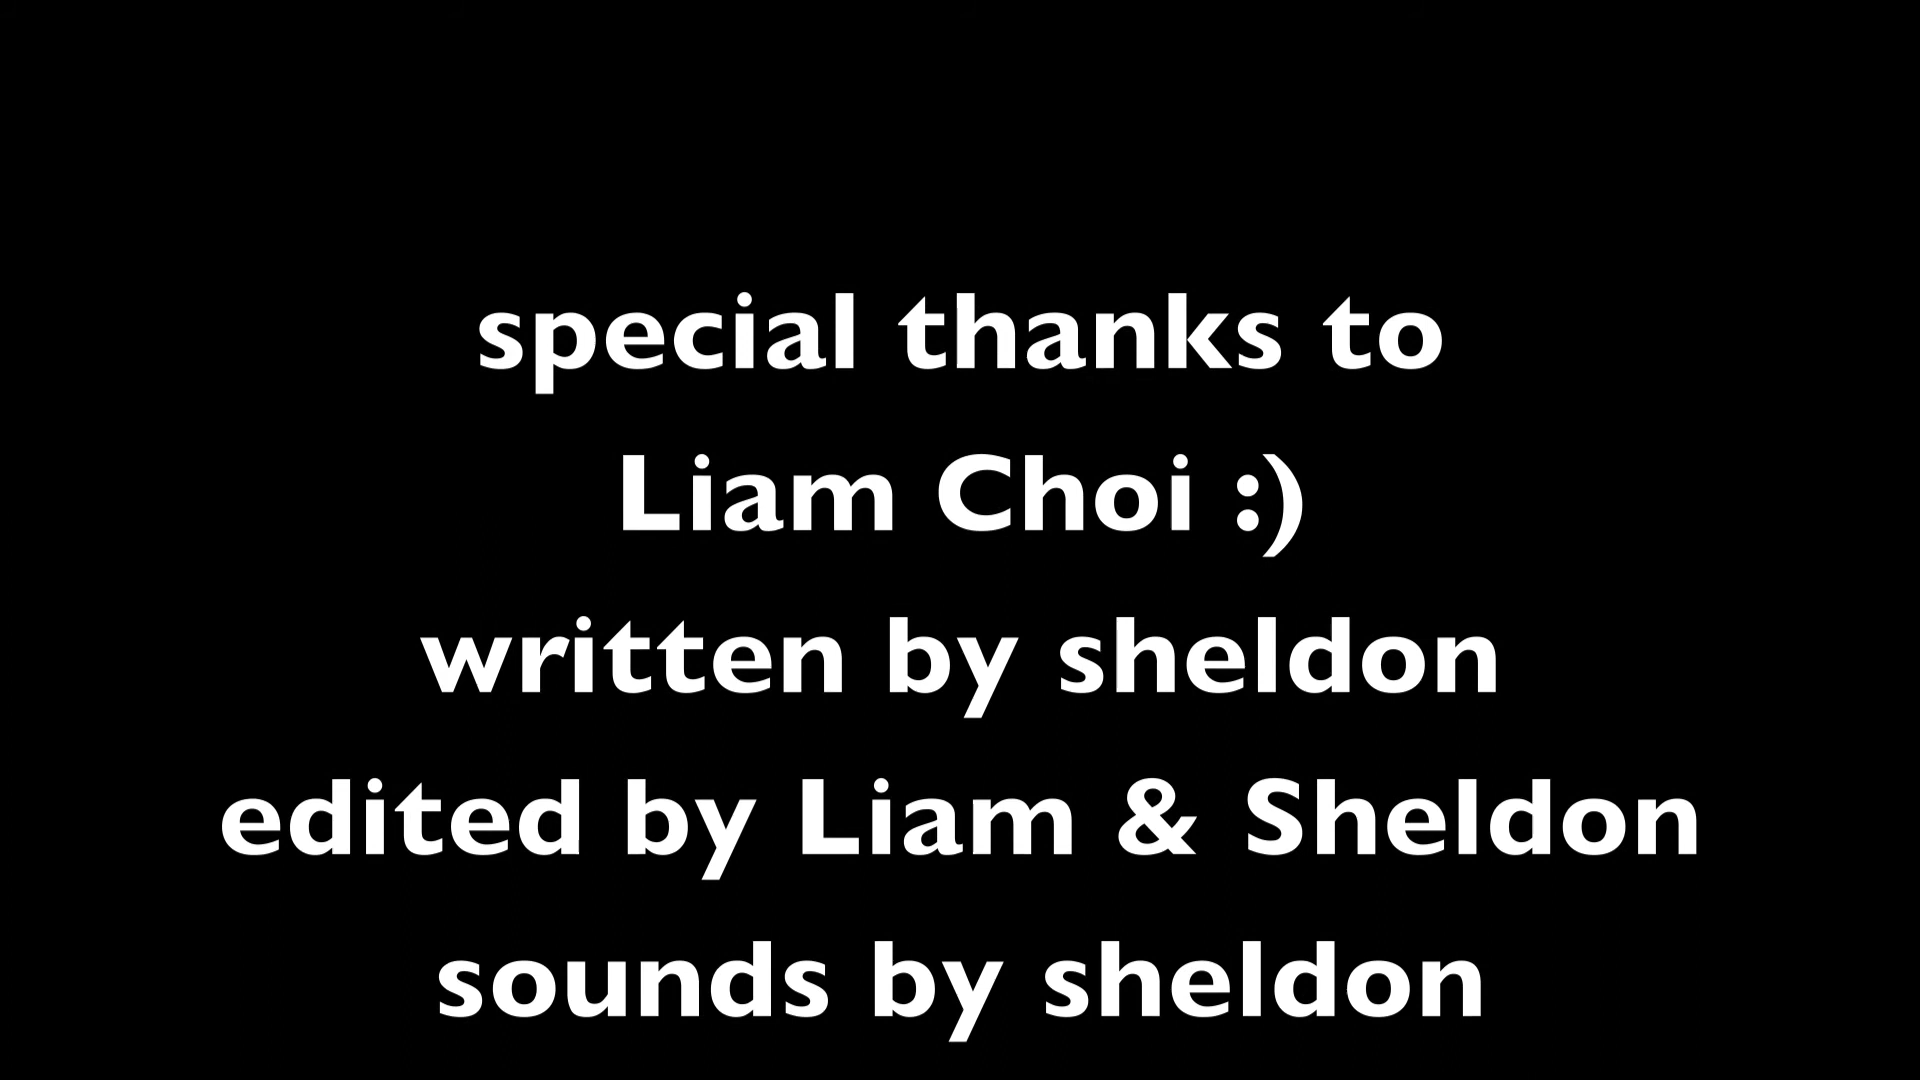 special thanks to
Liam Choi :)
written by sheldon
edited by Liam & Sheldon
sounds by sheldon